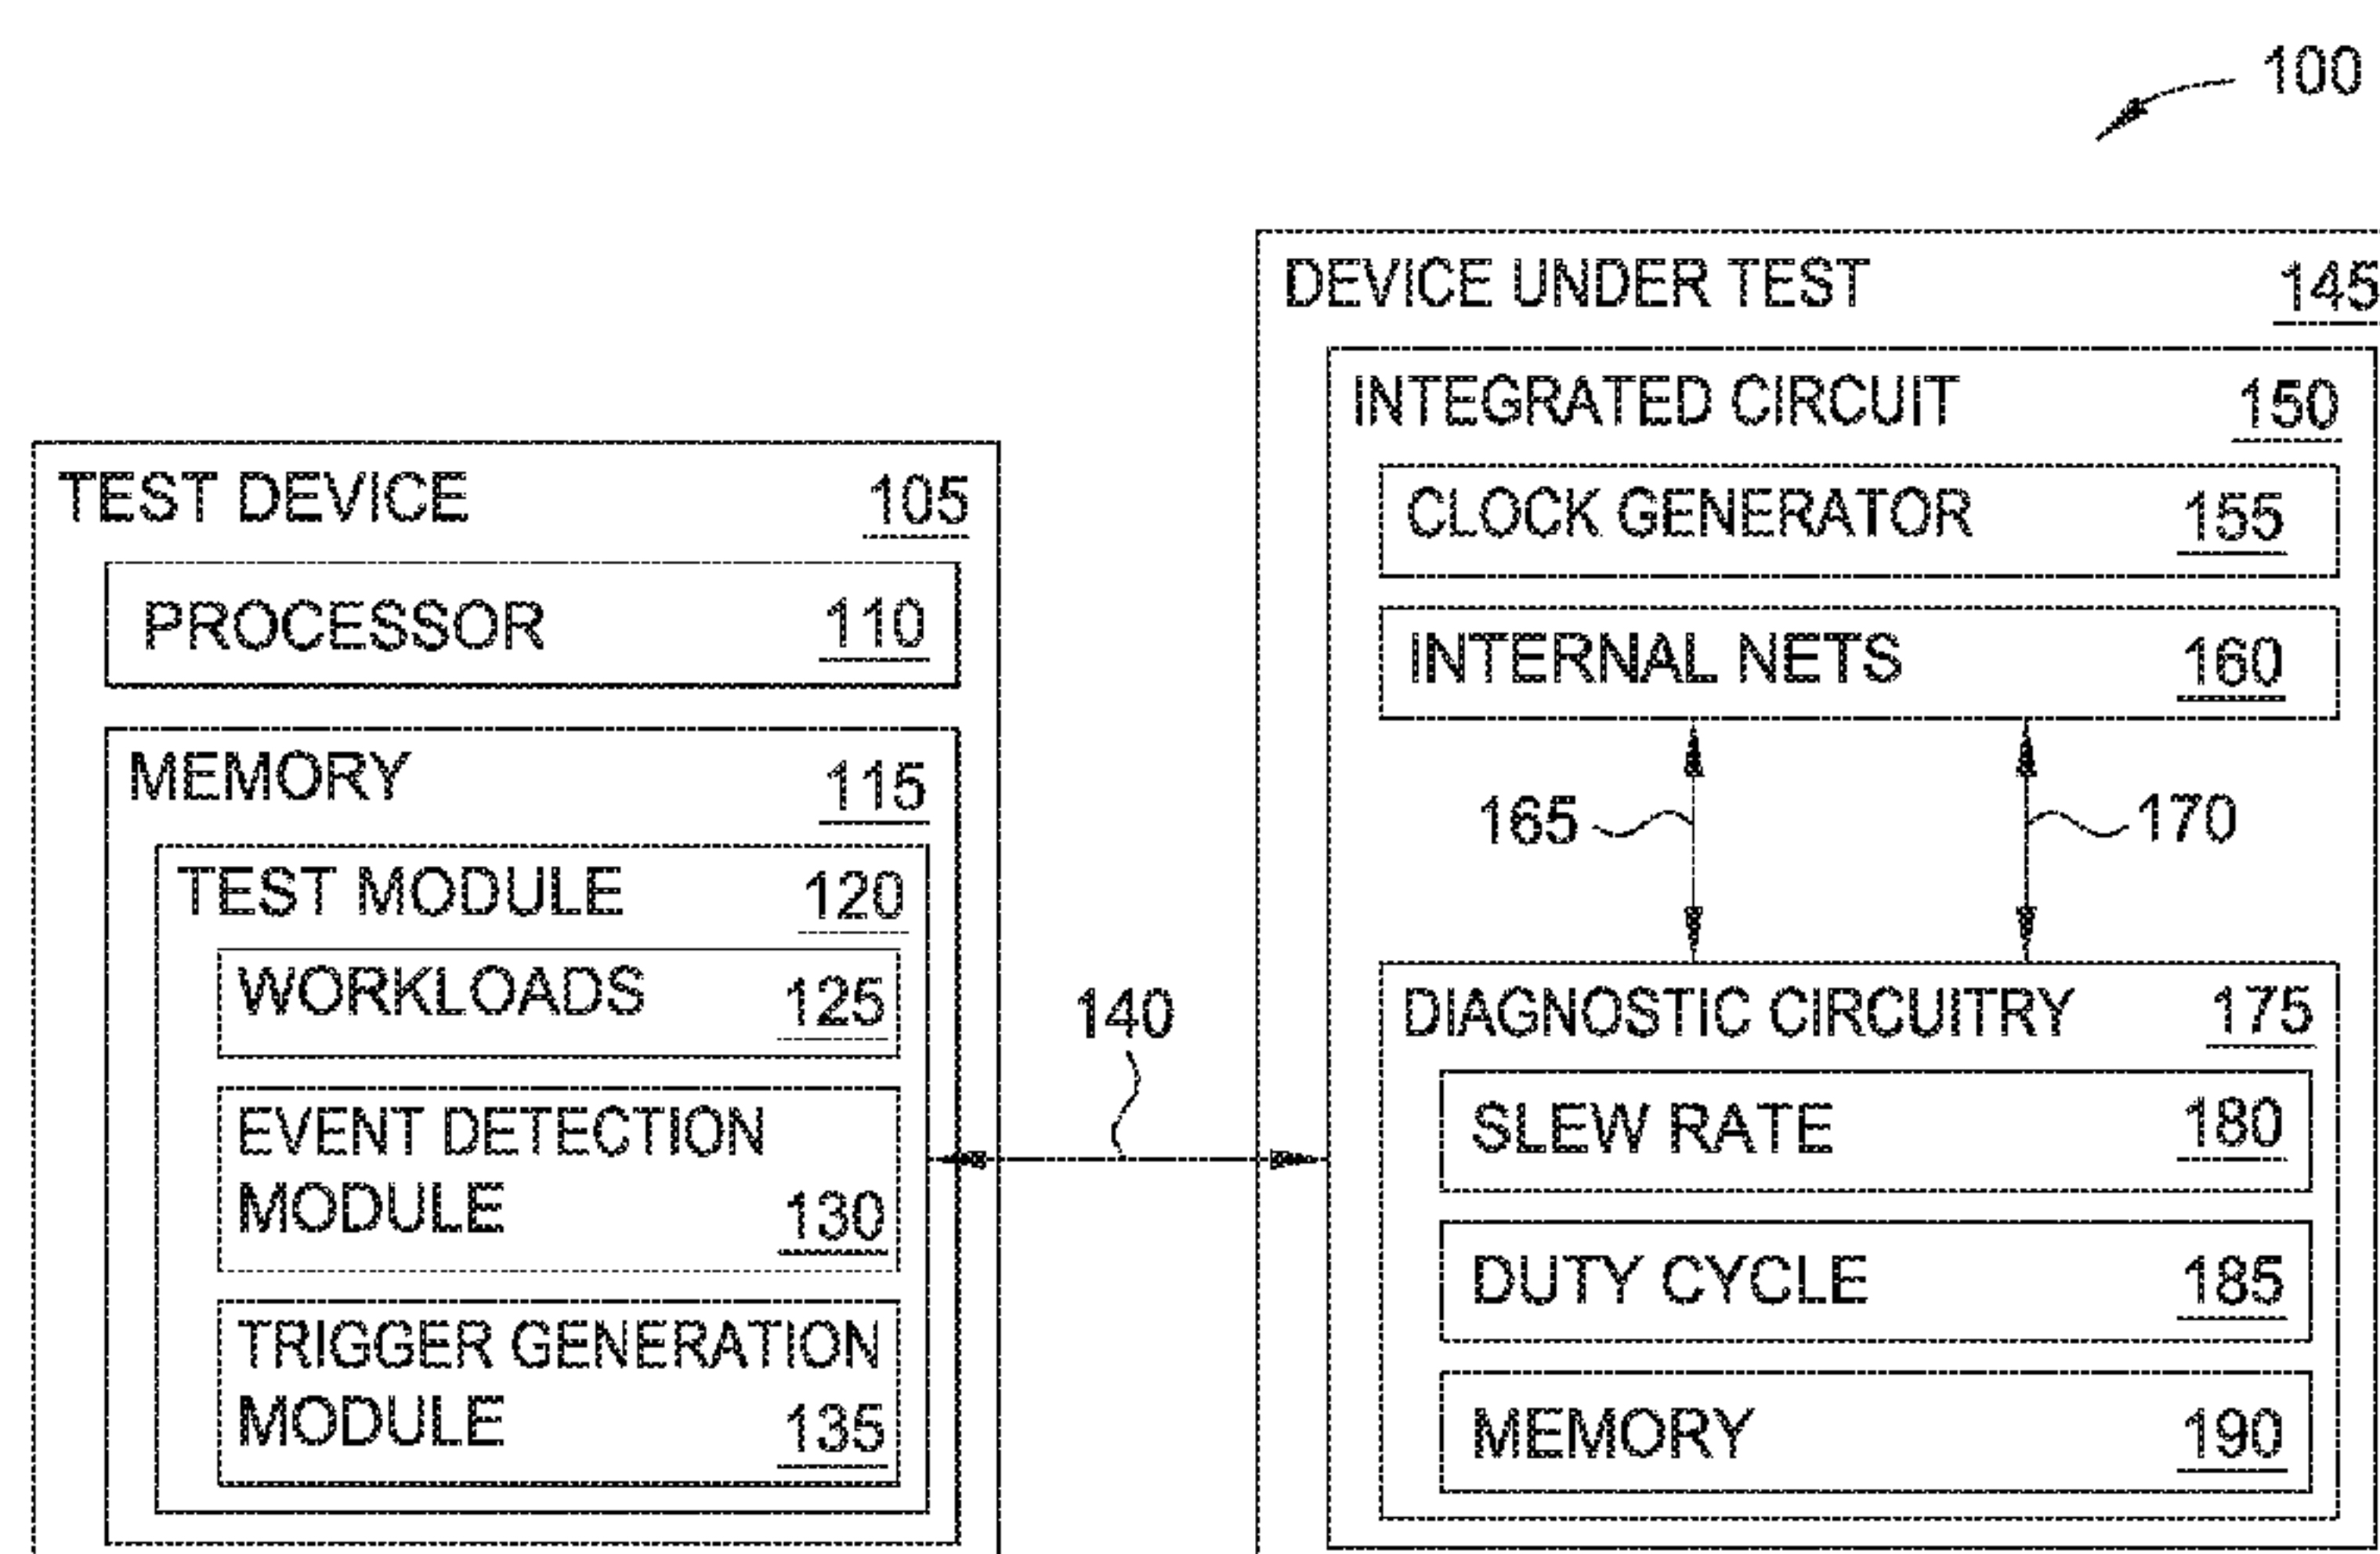 100
DEVICE UNDER TEST 145
INTEGRATED CIRCUIT 150
CLOCK GENERATOR 155
INTERNAL NETS 160
165
170
DIAGNOSTIC CIRCUITRY 175
SLEW RATE 180
DUTY CYCLE 185
MEMORY 190
TEST DEVICE 105
PROCESSOR 110
MEMORY 115
TEST MODULE 120
WORKLOADS 125
EVENT DETECTION
MODULE 130
TRIGGER GENERATION
MODULE 135
140